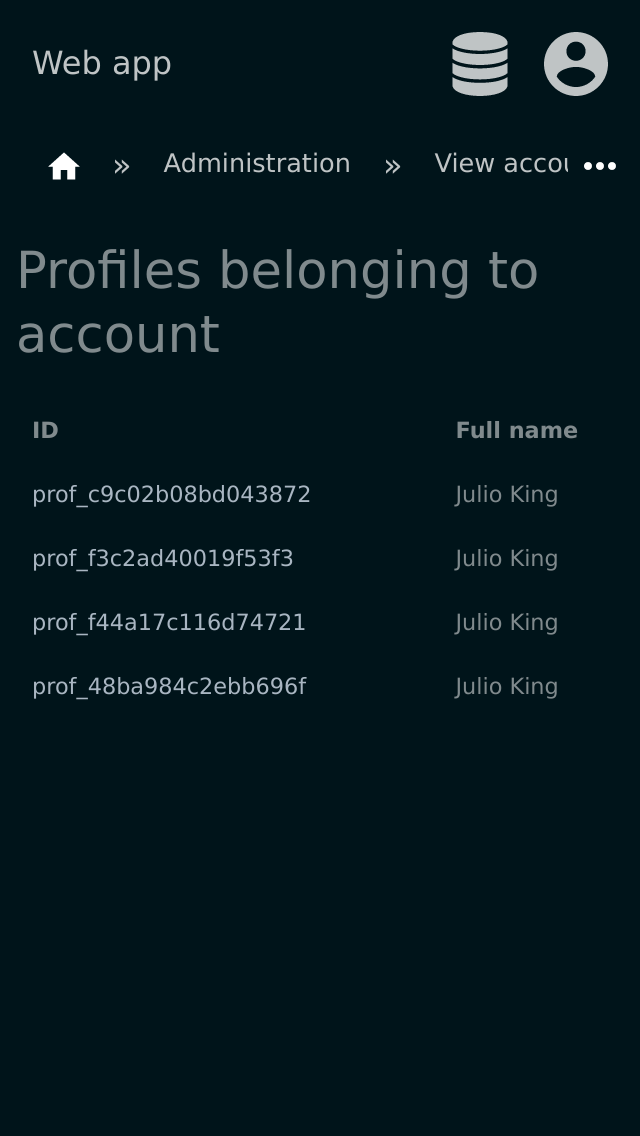 Web app
» Administration » View accou
Profiles belonging to
account
ID Full name
prof_c9c02b08bd043872 Julio King
prof_f3c2ad40019f53f3 Julio King
prof_f44a17c116d74721 Julio King
prof_48ba984c2ebb696f Julio King